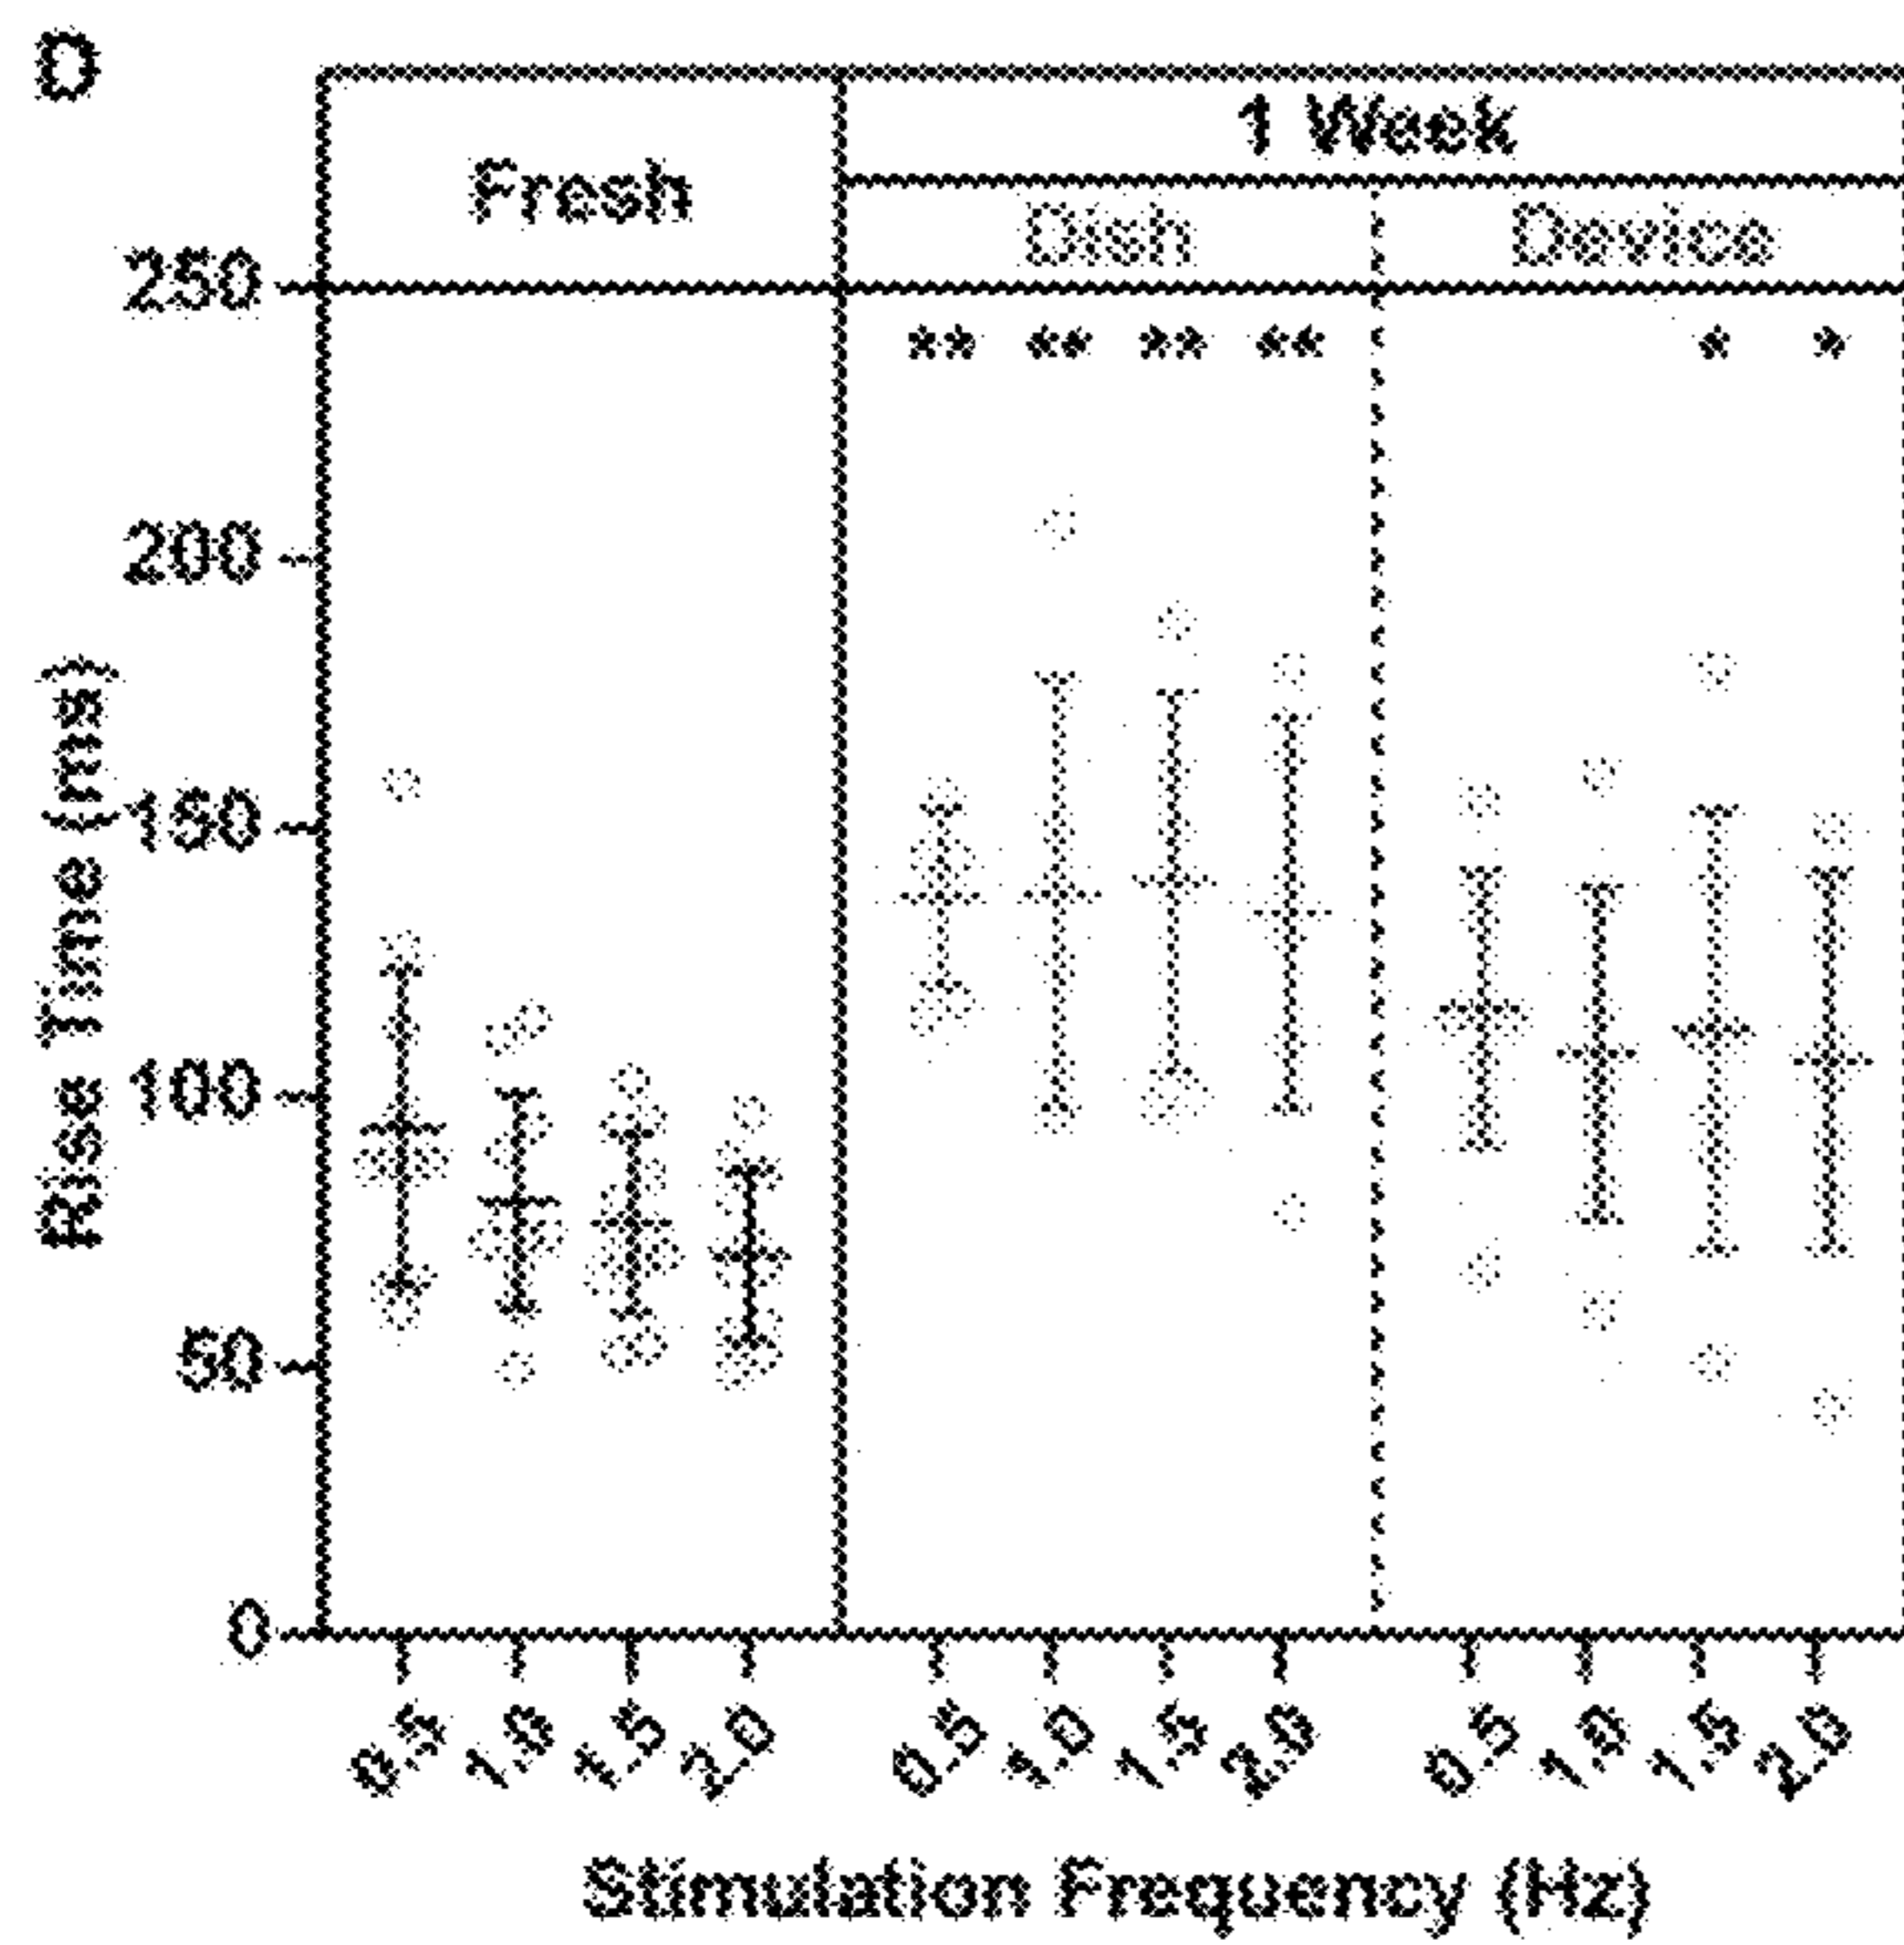 D
1 Week
Fresh
Dish
Device
250
** ** ** ** * *
200
150
100
50
0
Rise Time (ms)
0.5 1.0 1.5 2.0 0.5 1.0 1.5 2.0 0.5 1.0 1.5 2.0
Stimulation Frequency (Hz)